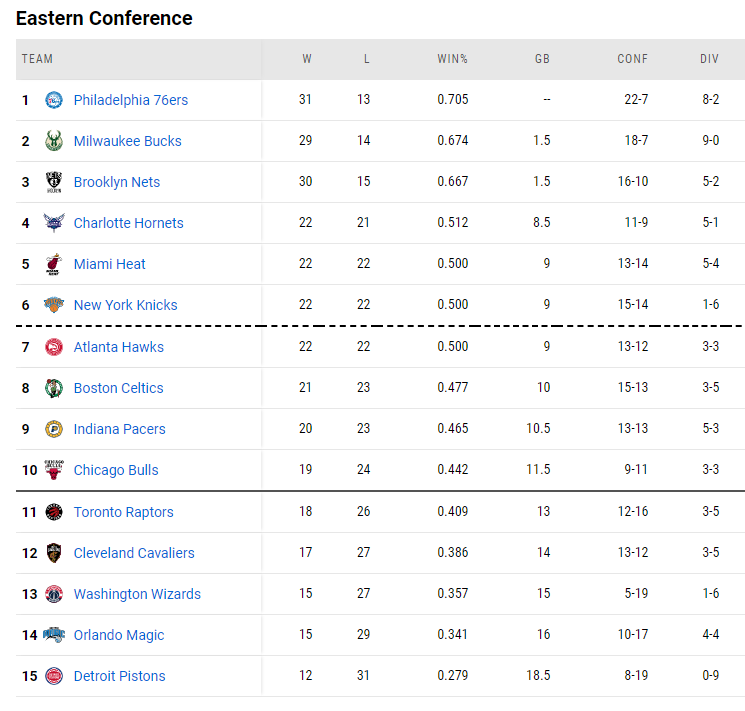 Eastern Conference
TEAM W L WIN% GB CONF DIV
1 Philadelphia 76ers 31 13 0.705 -- 22-7 8-2
2 Milwaukee Bucks 29 14 0.674 1.5 18-7 9-0
3 Brooklyn Nets 30 15 0.667 1.5 16-10 5-2
4 Charlotte Hornets 22 21 0.512 8.5 11-9 5-1
5 Miami Heat 22 22 0.500 9 13-14 5-4
6 New York Knicks 22 22 0.500 9 15-14 1-6
7 Atlanta Hawks 22 22 0.500 9 13-12 3-3
8 Boston Celtics 21 23 0.477 10 15-13 3-5
9 Indiana Pacers 20 23 0.465 10.5 13-13 5-3
10 Chicago Bulls 19 24 0.442 11.5 9-11 3-3
11 Toronto Raptors 18 26 0.409 13 12-16 3-5
12 Cleveland Cavaliers 17 27 0.386 14 13-12 3-5
13 Washington Wizards 15 27 0.357 15 5-19 1-6
14 Orlando Magic 15 29 0.341 16 10-17 4-4
15 Detroit Pistons 12 31 0.279 18.5 8-19 0-9